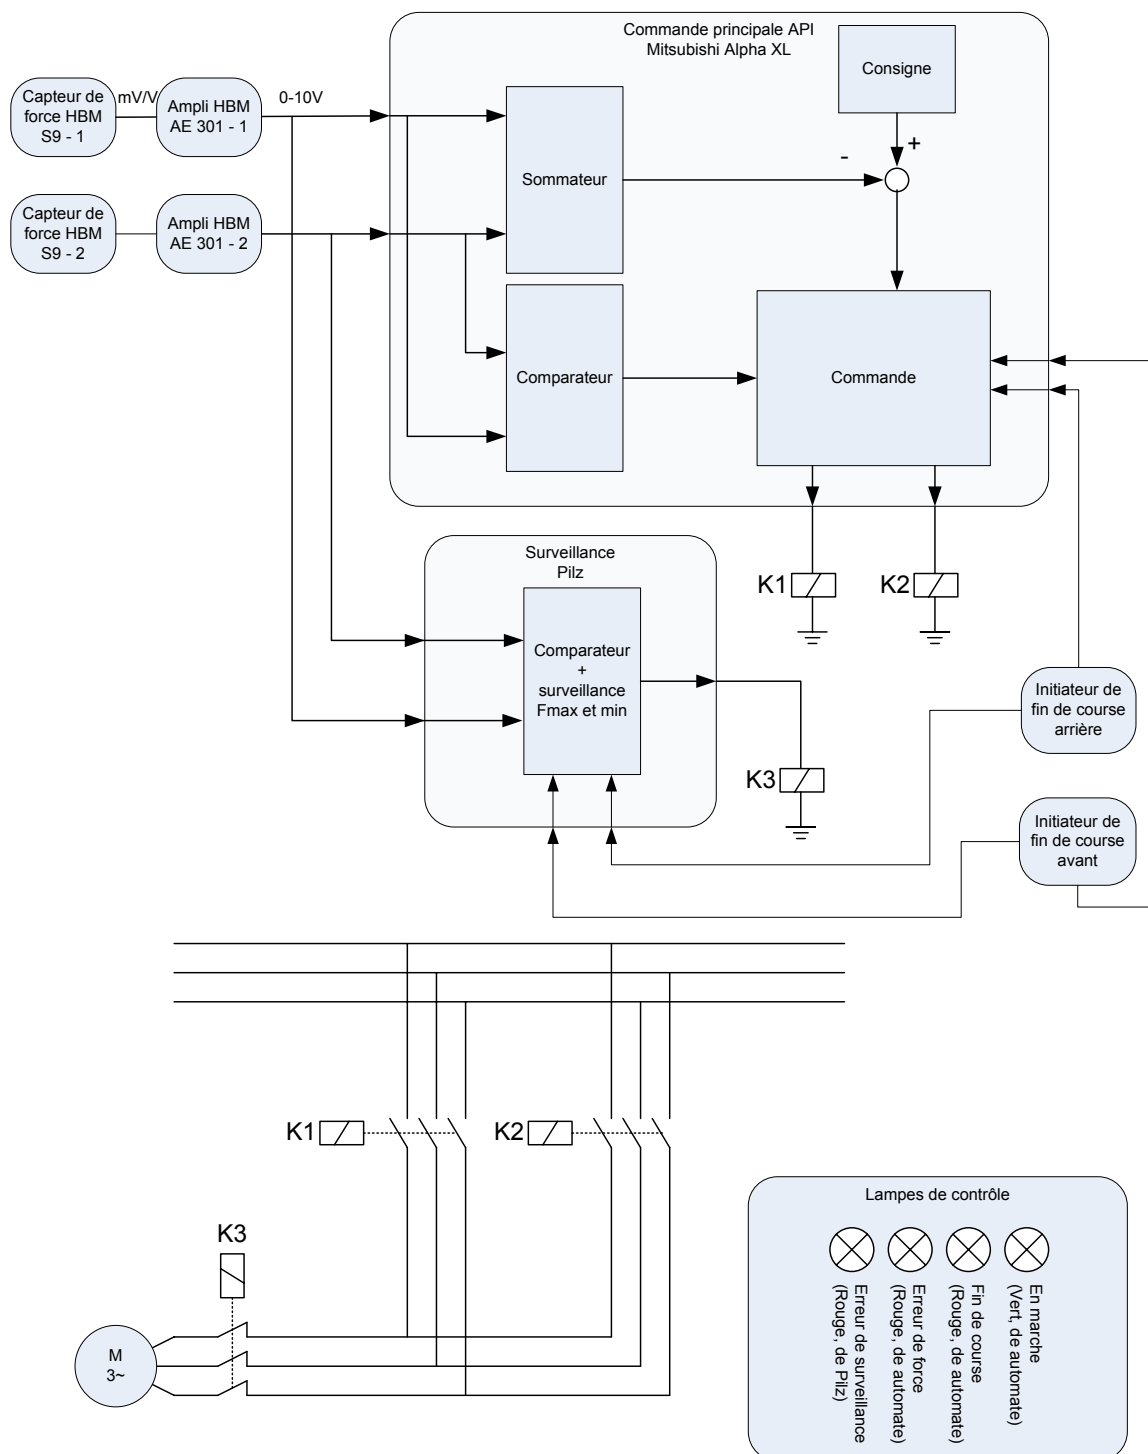 Commande principale API
Mitsubishi Alpha XL
Consigne
Capteur de
force HBM
S9 - 1
mV/V
Ampli HBM
AE 301 - 1
0-10V
+
-
Sommateur
Capteur de
force HBM
S9 - 2
Ampli HBM
AE 301 - 2
Comparateur
Commande
Surveillance
Pilz
K1
K2
Comparateur
+
surveillance
Fmax et min
Initiateur de
fin de course
arrière
K3
Initiateur de
fin de course
avant
K1
K2
K3
M
3~
Lampes de contrôle
Erreur de surveillance
(Rouge, de Pilz)
Erreur de force
(Rouge, de automate)
Fin de course
(Rouge, de automate)
En marche
(Vert, de automate)